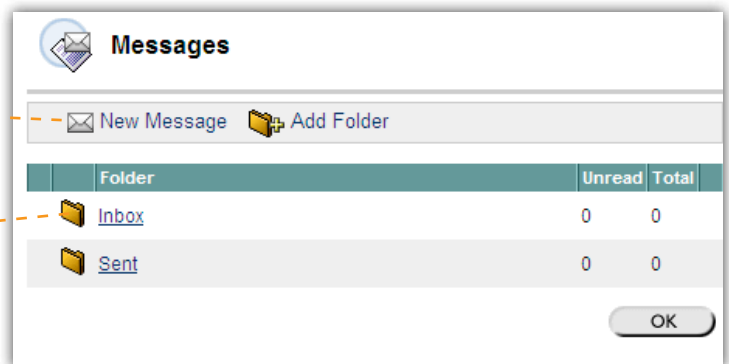 Messages
New Message Add Folder
Folder Unread Total
Inbox 0 0
Sent 0 0
OK